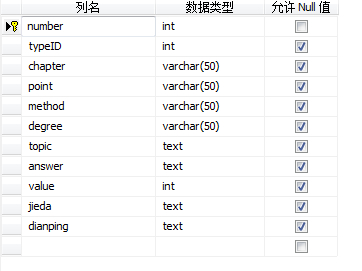 列名 数据类型 允许 Null 值
number int
typeID int
chapter varchar(50)
point varchar(50)
method varchar(50)
degree varchar(50)
topic text
answer text
value int
jieda text
dianping text